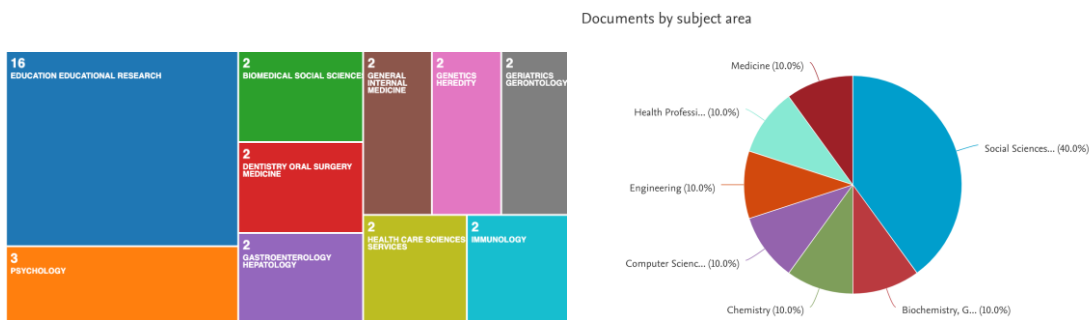 Documents by subject area
16
EDUCATION EDUCATIONAL RESEARCH
2
BIOMEDICAL SOCIAL SCIENCES
2
GENERAL
INTERNAL
MEDICINE
2
GENETICS
HEREDITY
2
GERIATRICS
GERONTOLOGY
2
DENTISTRY ORAL SURGERY
MEDICINE
3
PSYCHOLOGY
2
GASTROENTEROLOGY
HEPATOLOGY
2
HEALTH CARE SCIENCES
SERVICES
2
IMMUNOLOGY
Medicine (10.0%)
Health Professi... (10.0%)
Engineering (10.0%)
Computer Scienc... (10.0%)
Chemistry (10.0%)
Biochemistry, G... (10.0%)
Social Sciences... (40.0%)